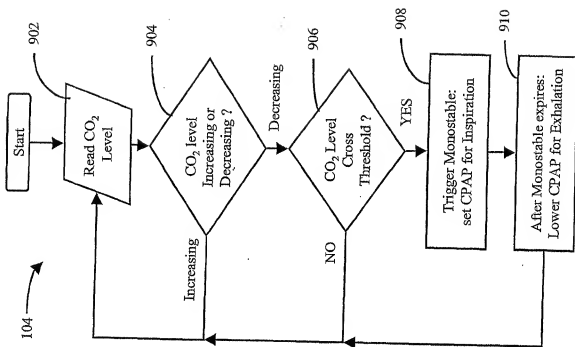 104
Start
Read CO2
Level
902
CO2 level
Increasing or
Decreasing ?
904
Increasing
Decreasing
CO2 Level
Cross
Threshold ?
906
NO
YES
Trigger Monostable:
set CPAP for Inspiration
908
After Monostable expires:
Lower CPAP for Exhalation
910